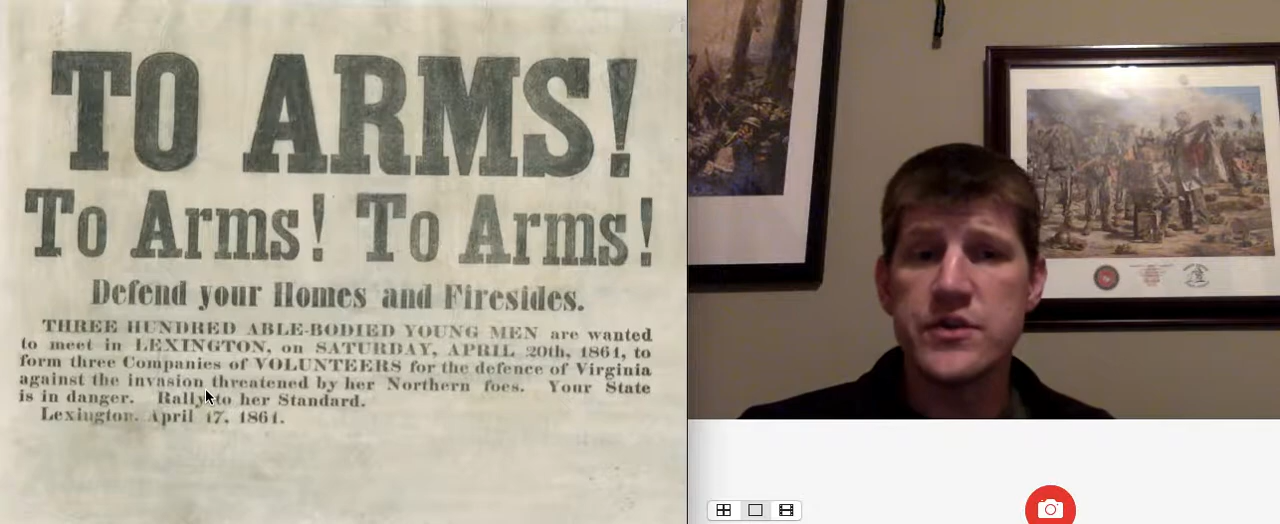 TO ARMS!
To Arms! To Arms!
Defend your Homes and Firesides.
THREE HUNDRED ABLE-BODIED YOUNG MEN are wanted
to meet in LEXINGTON, on SATURDAY, APRIL 20th, 1861, to
form three Companies of VOLUNTEERS for the defence of Virginia
against the invasion threatened by her Northern foes. Your State
is in danger. Rally to her Standard.
Lexington. April 17, 1861.